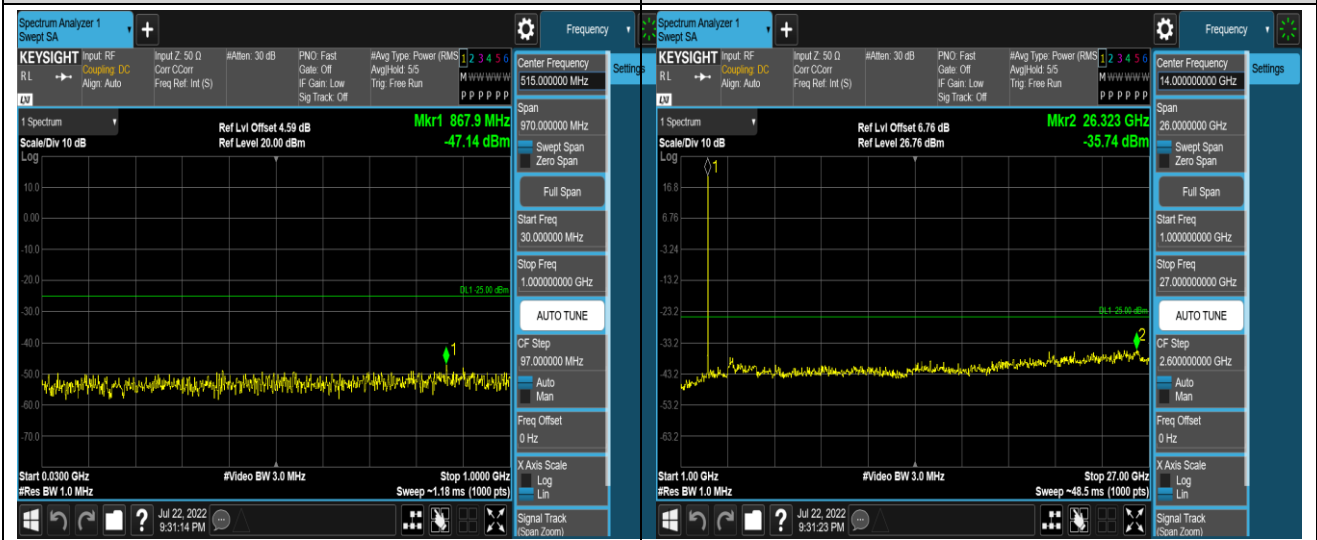 Spectrum Analyzer 1
Swept SA
Frequency
KEYSIGHT Input: RF Input Z: 50 Ω #Atten: 30 dB PNO: Fast #Avg Type: Power (RMS 1 2 3 4 5 6
RL Coupling: DC Corr CCorr Gate: Off Avg|Hold: 5/5 M W W W W W
Align: Auto Freq Ref: Int (S) IF Gain: Low Trig: Free Run
Sig Track: Off P P P P P P
LXI
1 Spectrum
Ref Lvl Offset 4.59 dB
Mkr1 867.9 MHz
Scale/Div 10 dB
Ref Level 20.00 dBm
-47.14 dBm
Log
10.0
0.00
-10.0
-20.0
DL1 -25.00 dBm
-30.0
-40.0
1
-50.0
-60.0
-70.0
Start 0.0300 GHz
#Video BW 3.0 MHz
Stop 1.0000 GHz
#Res BW 1.0 MHz
Sweep ~1.18 ms (1000 pts)
Jul 22, 2022
9:31:14 PM
Center Frequency
515.000000 MHz
Settings
Span
970.000000 MHz
Swept Span
Zero Span
Full Span
Start Freq
30.000000 MHz
Stop Freq
1.000000000 GHz
AUTO TUNE
CF Step
97.000000 MHz
Auto
Man
Freq Offset
0 Hz
X Axis Scale
Log
Lin
Signal Track
(Span Zoom)
Spectrum Analyzer 1
Swept SA
Frequency
KEYSIGHT Input: RF Input Z: 50 Ω #Atten: 30 dB PNO: Fast #Avg Type: Power (RMS 1 2 3 4 5 6
RL Coupling: DC Corr CCorr Gate: Off Avg|Hold: 5/5 M W W W W W
Align: Auto Freq Ref: Int (S) IF Gain: Low Trig: Free Run
Sig Track: Off P P P P P P
LXI
1 Spectrum
Ref Lvl Offset 6.76 dB
Mkr2 26.323 GHz
Scale/Div 10 dB
Ref Level 26.76 dBm
-35.74 dBm
Log
1
16.8
6.76
-3.24
-13.2
-23.2
DL1 -25.00 dBm
-33.2
2
-43.2
-53.2
-63.2
Start 1.00 GHz
#Video BW 3.0 MHz
Stop 27.00 GHz
#Res BW 1.0 MHz
Sweep ~48.5 ms (1000 pts)
Jul 22, 2022
9:31:23 PM
Center Frequency
14.000000000 GHz
Settings
Span
26.0000000 GHz
Swept Span
Zero Span
Full Span
Start Freq
1.000000000 GHz
Stop Freq
27.000000000 GHz
AUTO TUNE
CF Step
2.600000000 GHz
Auto
Man
Freq Offset
0 Hz
X Axis Scale
Log
Lin
Signal Track
(Span Zoom)